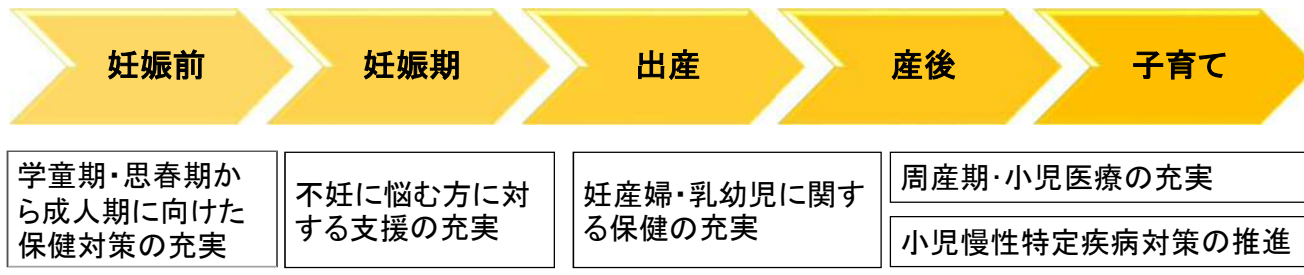 妊娠前
妊娠期
出産
産後
子育て
学童期・思春期か
ら成人期に向けた
保健対策の充実
不妊に悩む方に対
する支援の充実
妊産婦・乳幼児に関す
る保健の充実
周産期・小児医療の充実
小児慢性特定疾病対策の推進